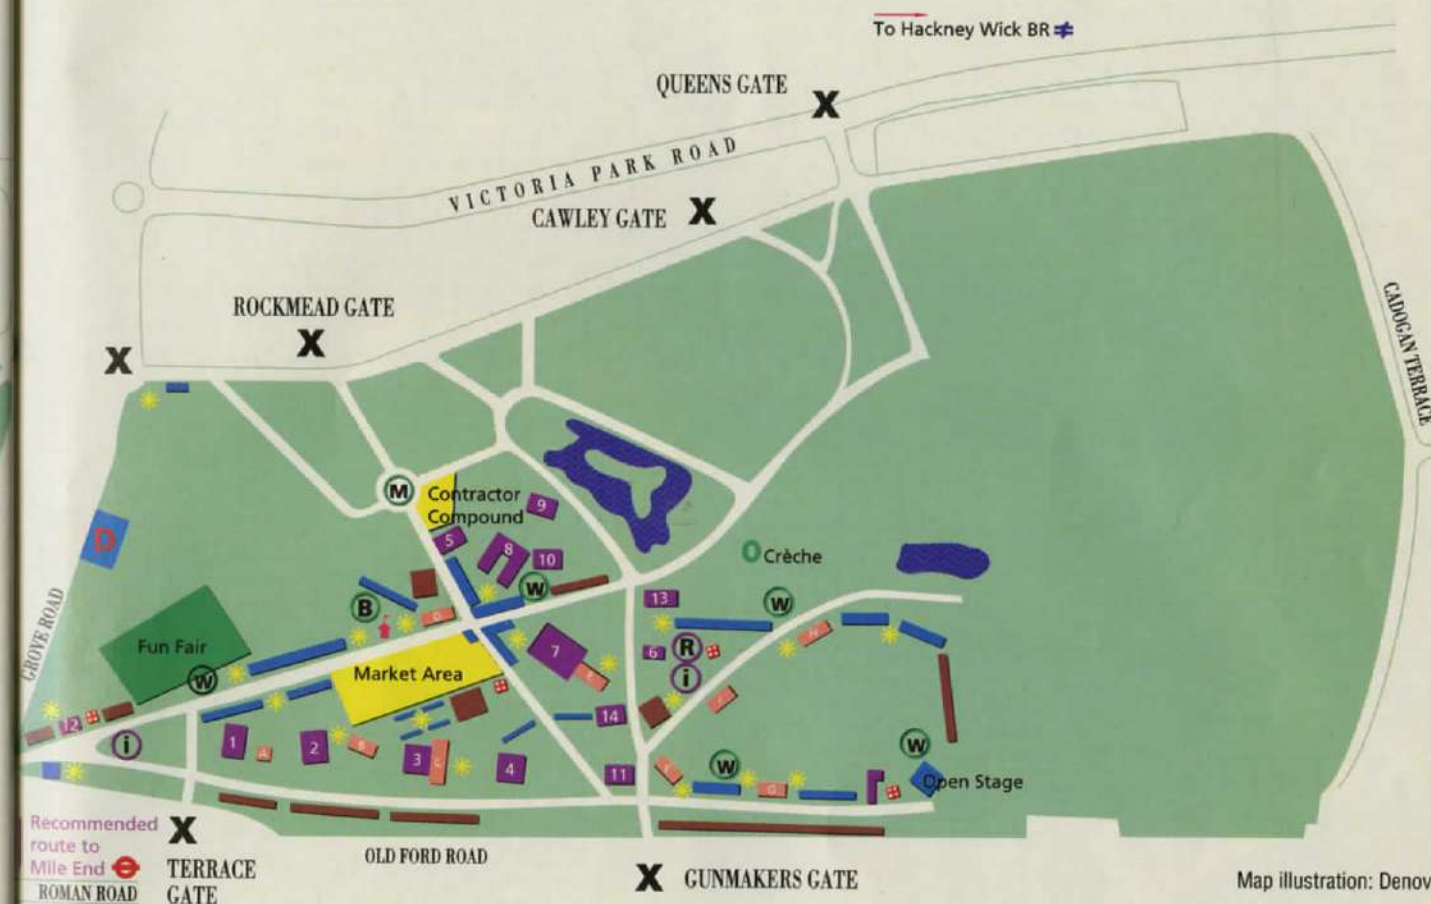 To Hackney Wick BR
QUEENS GATE
X
VICTORIA PARK ROAD
CAWLEY GATE X
ROCKMEAD GATE
X
X
CADOGAN TERRACE
M
Contractor
Compound
9
5
8
10
W
D
B
Crèche
13
W
GROVE ROAD
Fun Fair
W
Market Area
7
6
R
i
H
12
i
1
A
2
B
3
C
4
14
11
W
G
W
Open Stage
Recommended
route to
Mile End
ROMAN ROAD
X
TERRACE
GATE
OLD FORD ROAD
X GUNMAKERS GATE
Map illustration: Denov